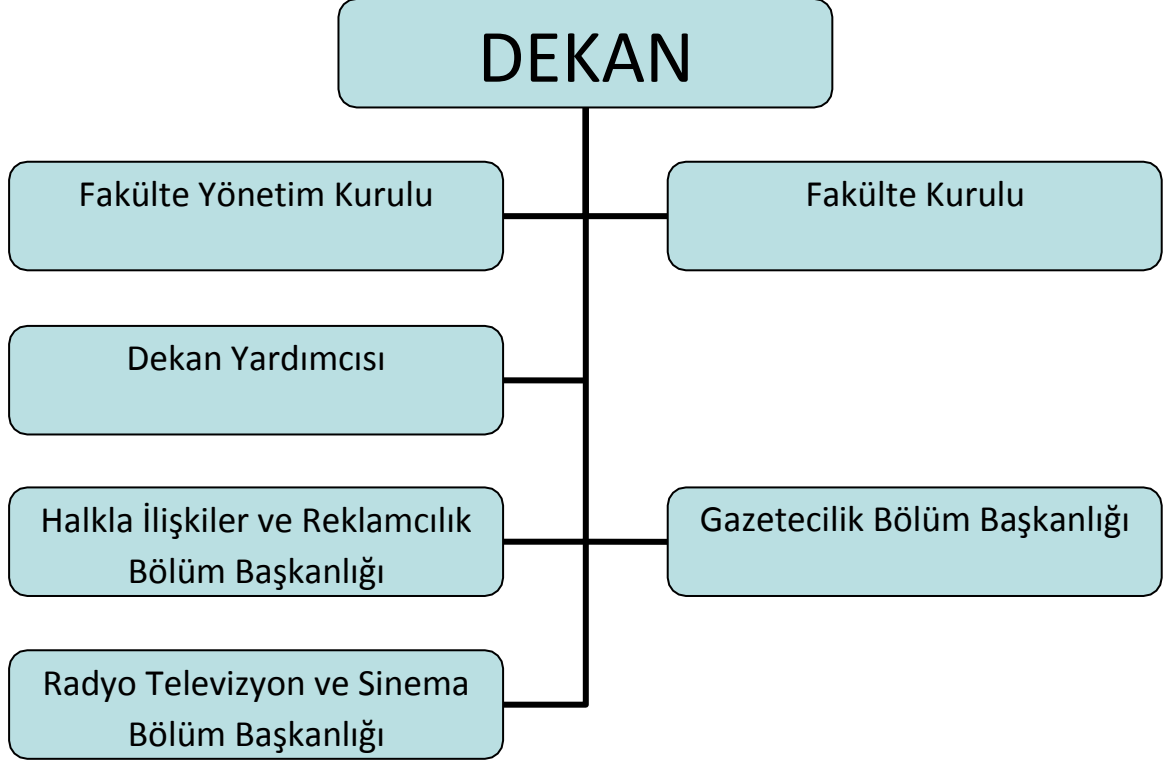 DEKAN
Fakülte Yönetim Kurulu
Fakülte Kurulu
Dekan Yardımcısı
Halkla İlişkiler ve Reklamcılık
Bölüm Başkanlığı
Gazetecilik Bölüm Başkanlığı
Radyo Televizyon ve Sinema
Bölüm Başkanlığı